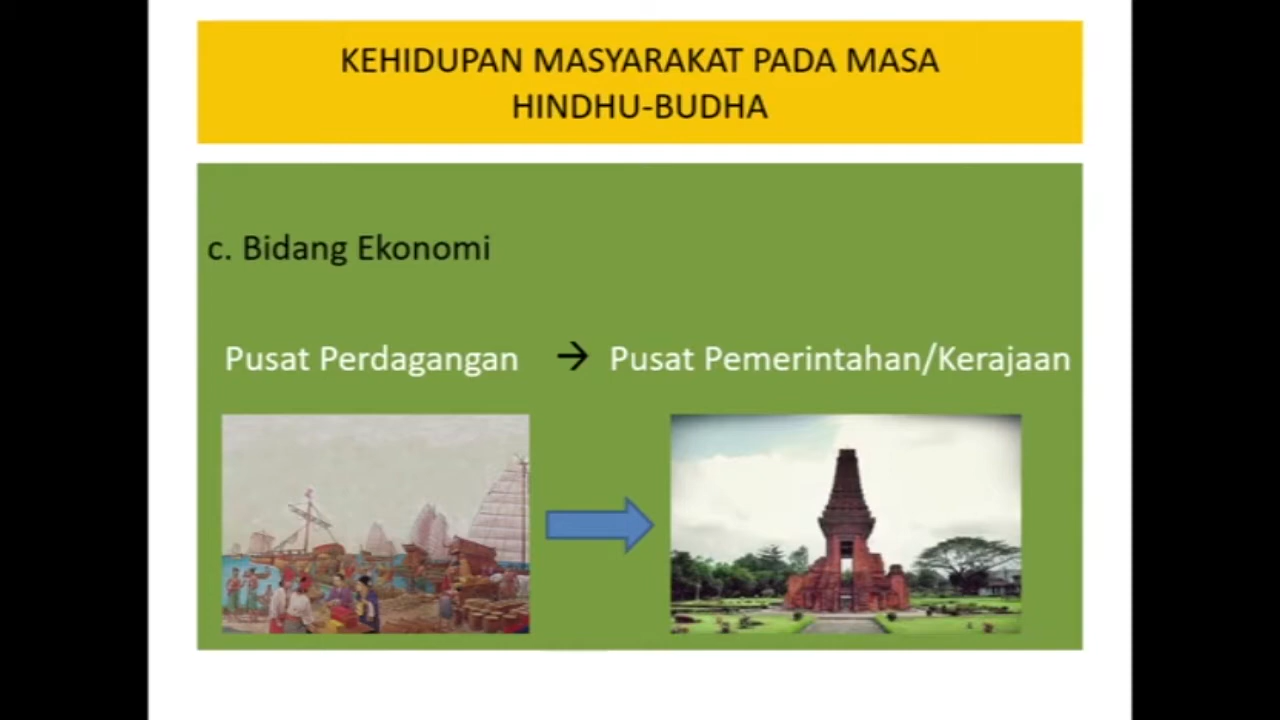 KEHIDUPAN MASYARAKAT PADA MASA
HINDHU-BUDHA
c. Bidang Ekonomi
Pusat Perdagangan → Pusat Pemerintahan/Kerajaan